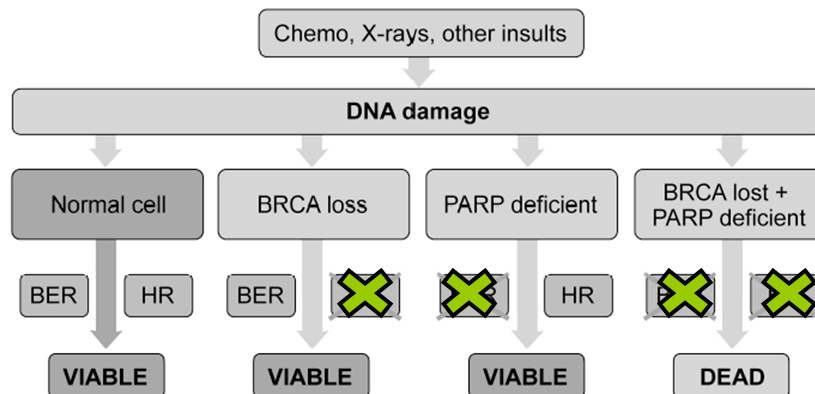 Chemo, X-rays, other insults
DNA damage
Normal cell
BRCA loss
PARP deficient
BRCA lost +
PARP deficient
BER
HR
BER
HR
VIABLE
VIABLE
VIABLE
DEAD